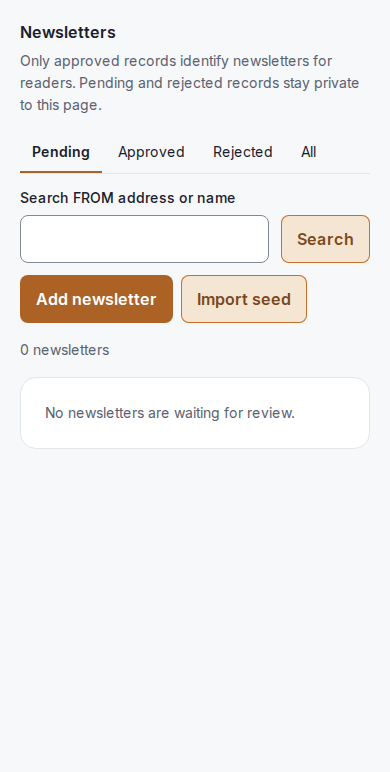 Newsletters
Only approved records identify newsletters for
readers. Pending and rejected records stay private
to this page.
Pending Approved Rejected All
Search FROM address or name
Search
Add newsletter Import seed
0 newsletters
No newsletters are waiting for review.